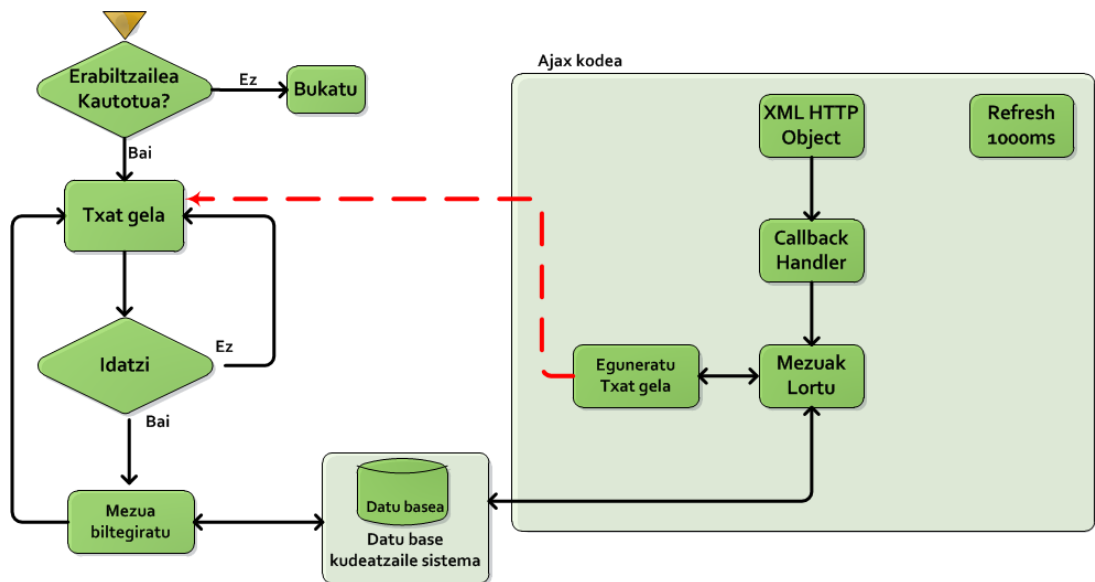 Erabiltzailea
Kautotua?
Ez
Bukatu
Bai
Txat gela
Idatzi
Ez
Bai
Mezua
biltegiratu
Datu basea
Datu base
kudeatzaile sistema
Ajax kodea
XML HTTP
Object
Refresh
1000ms
Callback
Handler
Eguneratu
Txat gela
Mezuak
Lortu